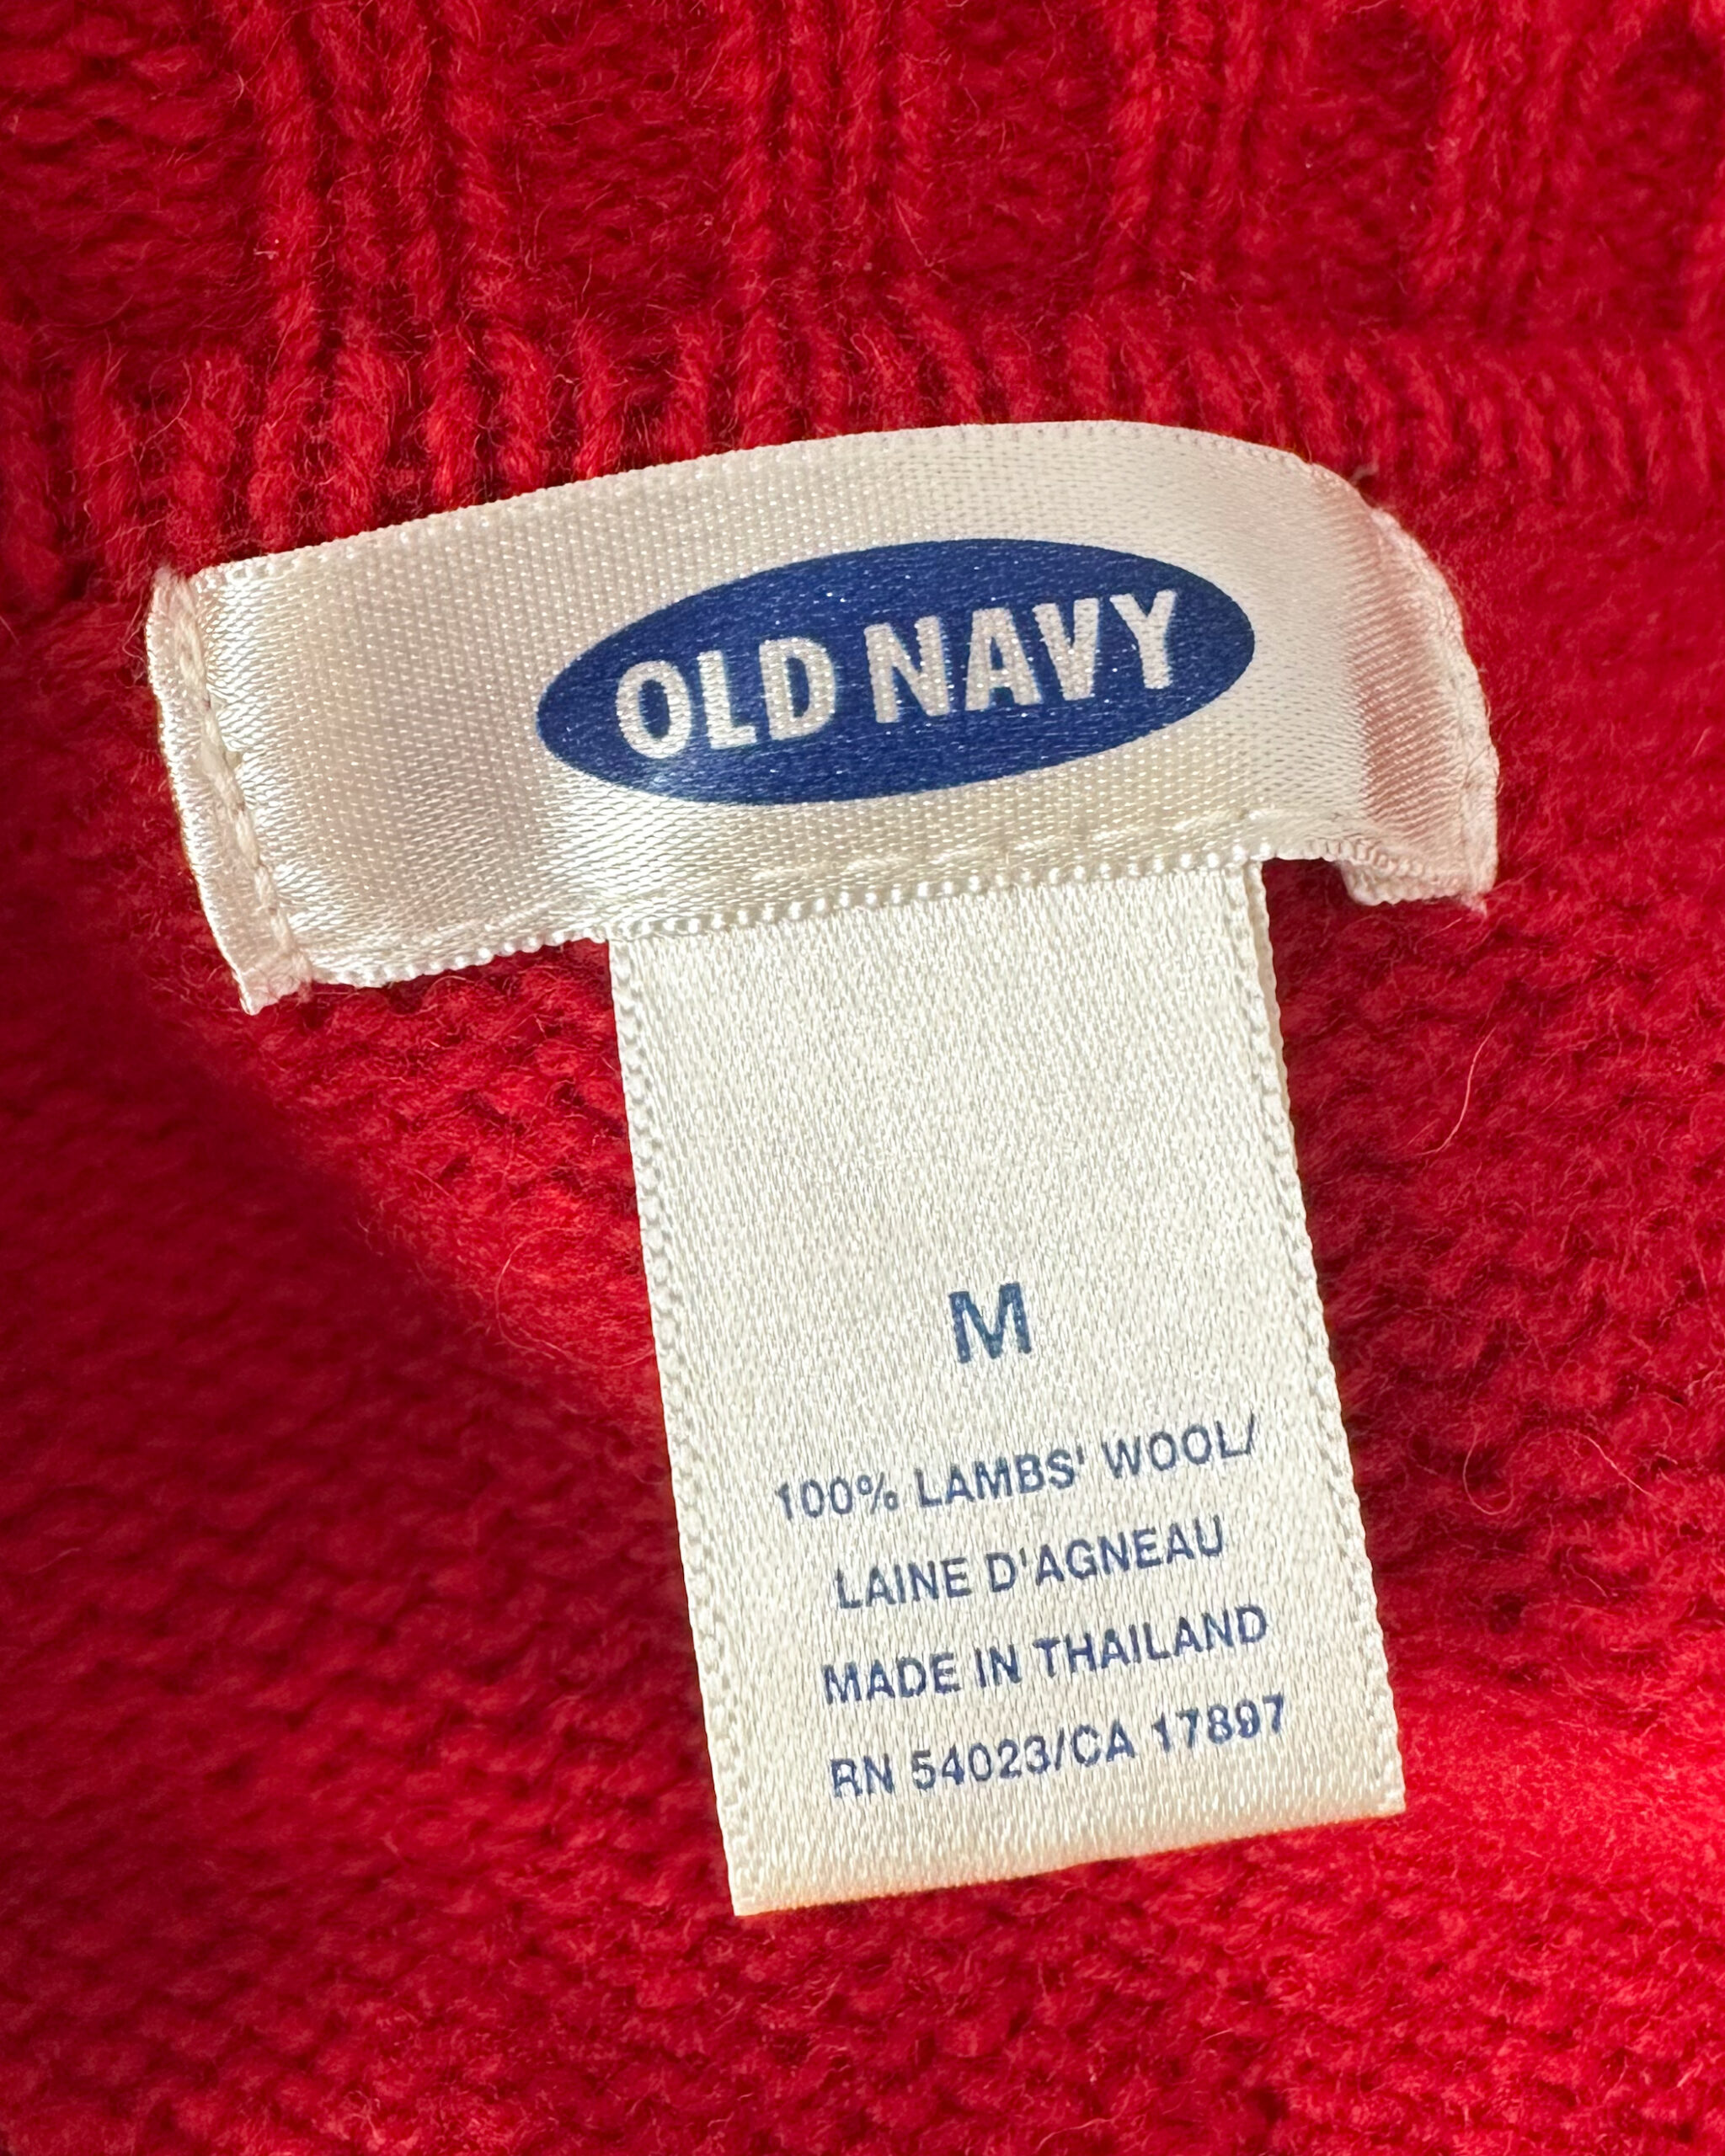 OLD NAVY
M
100% LAMBS' WOOL/
LAINE D'AGNEAU
MADE IN THAILAND
RN 54023/CA 17897